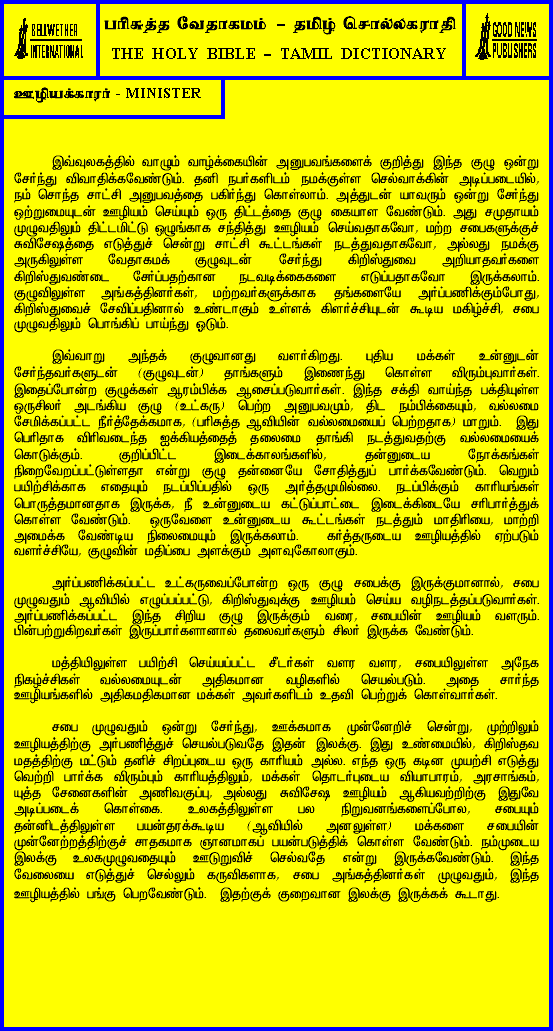 BELLWETHER
INTERNATIONAL
பரிசுத்த வேதாகமம் – தமிழ் சொல்லகராதி
THE HOLY BIBLE – TAMIL DICTIONARY
GOOD NEWS
PUBLISHERS
ஊழியக்காரர் - MINISTER
இவ்வுலகத்தில் வாழும் வாழ்க்கையின் அனுபவங்களைக் குறித்து இந்த குழு ஒன்று
சேர்ந்து விவாதிக்கவேண்டும். தனி நபர்களிடம் நமக்குள்ள செல்வாக்கின் அடிப்படையில்,
நம் சொந்த சாட்சி அனுபவத்தை பகிர்ந்து கொள்ளாம். அத்துடன் யாவரும் ஒன்று சேர்ந்து
ஒற்றுமையுடன் ஊழியம் செய்யும் ஒரு திட்டத்தை குழு கையாள வேண்டும். அது சமுதாயம்
முழுவதிலும் திட்டமிட்டு ஒழுங்காக சந்தித்து ஊழியம் செய்வதாகவோ, மற்ற சபைகளுக்குச்
சுவிசேஷத்தை எடுத்துச் சென்று சாட்சி கூட்டங்கள் நடத்துவதாகவோ, அல்லது நமக்கு
அருகிலுள்ள வேதாகமக் குழுவுடன் சேர்ந்து கிறிஸ்துவை அறியாதவர்களை
கிறிஸ்துவண்டை சேர்ப்பதற்கான நடவடிக்கைகளை எடுப்பதாகவோ இருக்கலாம்.
குழுவிலுள்ள அங்கத்தினர்கள், மற்றவர்களுக்காக தங்களையே அர்ப்பணிக்கும்போது,
கிறிஸ்துவைச் சேவிப்பதினால் உண்டாகும் உள்ளக் கிளர்ச்சியுடன் கூடிய மகிழ்ச்சி, சபை
முழுவதிலும் பொங்கிப் பாய்ந்து ஓடும்.
இவ்வாறு அந்தக் குழுவானது வளர்கிறது. புதிய மக்கள் உன்னுடன்
சேர்ந்தவர்களுடன் (குழுவுடன்) தாங்களும் இணைந்து கொள்ள விரும்புவார்கள்.
இதைப்போன்ற குழுக்கள் ஆரம்பிக்க ஆசைப்படுவார்கள். இந்த சக்தி வாய்ந்த பக்தியுள்ள
ஒருசிலர் அடங்கிய குழு (உட்கரு) பெற்ற அனுபவமும், திட நம்பிக்கையும், வல்லமை
சேமிக்கப்பட்ட நீர்த்தேக்கமாக, (பரிசுத்த ஆவியின் வல்லமையைப் பெற்றதாக) மாறும். இது
பெரிதாக விரிவடைந்த ஐக்கியத்தைத் தலைமை தாங்கி நடத்துவதற்கு வல்லமையைக்
கொடுக்கும். குறிப்பிட்ட இடைக்காலங்களில், தன்னுடைய நோக்கங்கள்
நிறைவேறப்பட்டுள்ளதா என்று குழு தன்னையே சோதித்துப் பார்க்கவேண்டும். வெறும்
பயிற்சிக்காக எதையும் நடப்பிப்பதில் ஒரு அர்த்தமுமில்லை. நடப்பிக்கும் காரியங்கள்
பொருத்தமானதாக இருக்க, நீ உன்னுடைய கட்டுப்பாட்டை இடைக்கிடையே சரிபார்த்துக்
கொள்ள வேண்டும். ஒருவேளை உன்னுடைய கூட்டங்கள் நடத்தும் மாதிரியை, மாற்றி
அமைக்க வேண்டிய நிலைமையும் இருக்கலாம். கர்த்தருடைய ஊழியத்தில் ஏற்படும்
வளர்ச்சியே, குழுவின் மதிப்பை அளக்கும் அளவுகோலாகும்.
அர்ப்பணிக்கப்பட்ட உட்கருவைப்போன்ற ஒரு குழு சபைக்கு இருக்குமானால், சபை
முழுவதும் ஆவியில் எழுப்பப்பட்டு, கிறிஸ்துவுக்கு ஊழியம் செய்ய வழிநடத்தப்படுவார்கள்.
அர்ப்பணிக்கப்பட்ட இந்த சிறிய குழு இருக்கும் வரை, சபையின் ஊழியம் வளரும்.
பின்பற்றுகிறவர்கள் இருப்பார்களானால் தலைவர்களும் சிலர் இருக்க வேண்டும்.
மத்தியிலுள்ள பயிற்சி செய்யப்பட்ட சீடர்கள் வளர வளர, சபையிலுள்ள அநேக
நிகழ்ச்சிகள் வல்லமையுடன் அதிகமான வழிகளில் செயல்படும். அதை சார்ந்த
ஊழியங்களில் அதிகமதிகமான மக்கள் அவர்களிடம் உதவி பெற்றுக் கொள்வார்கள்.
சபை முழுவதும் ஒன்று சேர்ந்து, ஊக்கமாக முன்னேறிச் சென்று, முற்றிலும்
ஊழியத்திற்கு அர்பணித்துச் செயல்படுவதே இதன் இலக்கு. இது உண்மையில், கிறிஸ்தவ
மதத்திற்கு மட்டும் தனிச் சிறப்புடைய ஒரு காரியம் அல்ல. எந்த ஒரு கடின முயற்சி எடுத்து
வெற்றி பார்க்க விரும்பும் காரியத்திலும், மக்கள் தொடர்புடைய வியாபாரம், அரசாங்கம்,
யுத்த சேனைகளின் அணிவகுப்பு, அல்லது சுவிசேஷ ஊழியம் ஆகியவற்றிற்கு இதுவே
அடிப்படைக் கொள்கை. உலகத்திலுள்ள பல நிறுவனங்களைப்போல, சபையும்
தன்னிடத்திலுள்ள பயன்தரக்கூடிய (ஆவியில் அனலுள்ள) மக்களை சபையின்
முன்னேற்றத்திற்குச் சாதகமாக ஞானமாகப் பயன்படுத்திக் கொள்ள வேண்டும். நம்முடைய
இலக்கு உலகமுழுவதையும் ஊடுறுவிச் செல்வதே என்று இருக்கவேண்டும். இந்த
வேலையை எடுத்துச் செல்லும் கருவிகளாக, சபை அங்கத்தினர்கள் முழுவதும், இந்த
ஊழியத்தில் பங்கு பெறவேண்டும். இதற்குக் குறைவான இலக்கு இருக்கக் கூடாது.